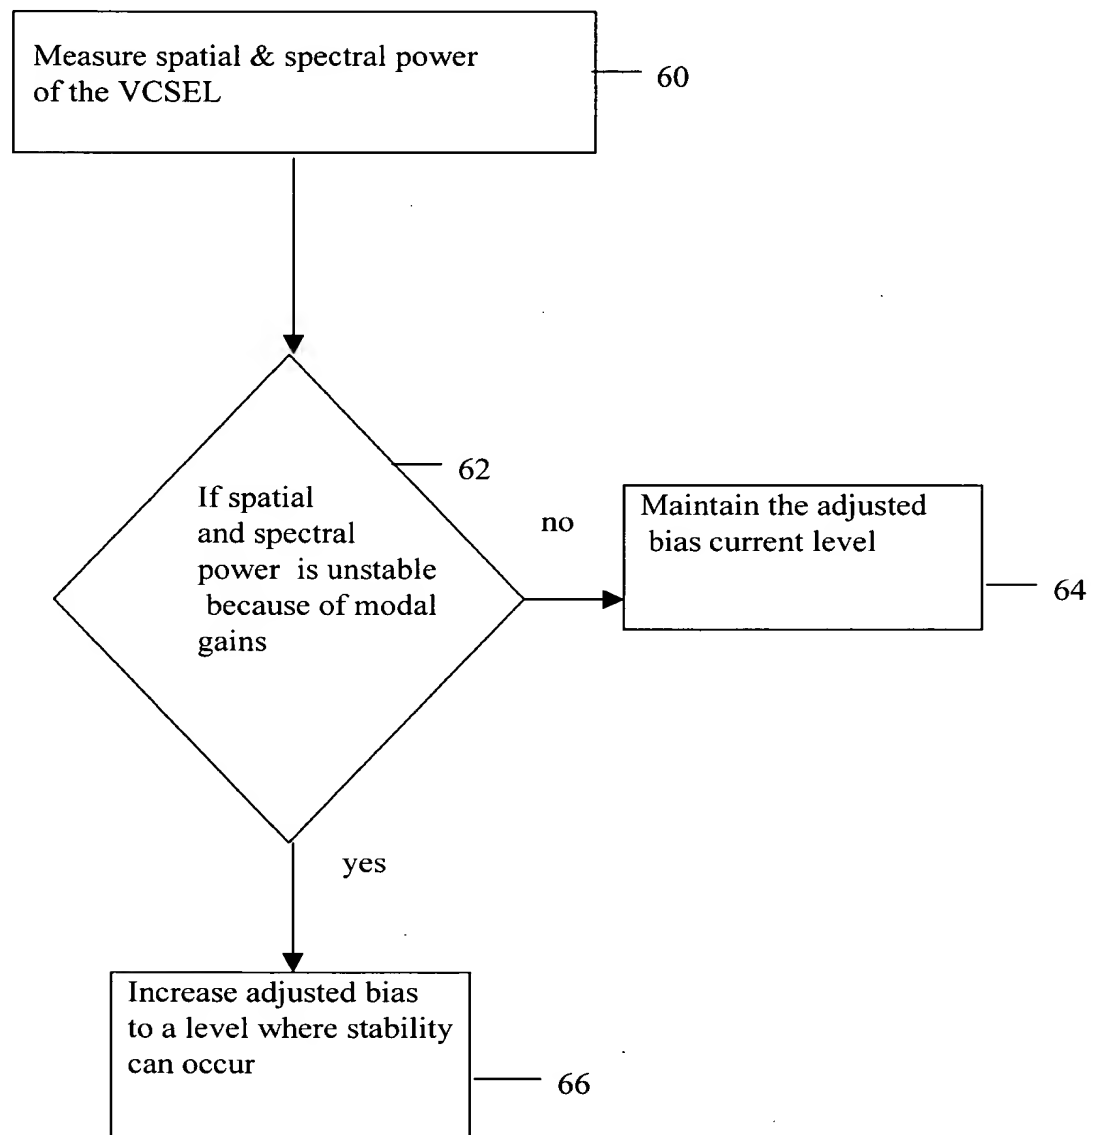 Measure spatial & spectral power
of the VCSEL
60
62
If spatial
and spectral
power is unstable
because of modal
gains
no
Maintain the adjusted
bias current level
64
yes
Increase adjusted bias
to a level where stability
can occur
66